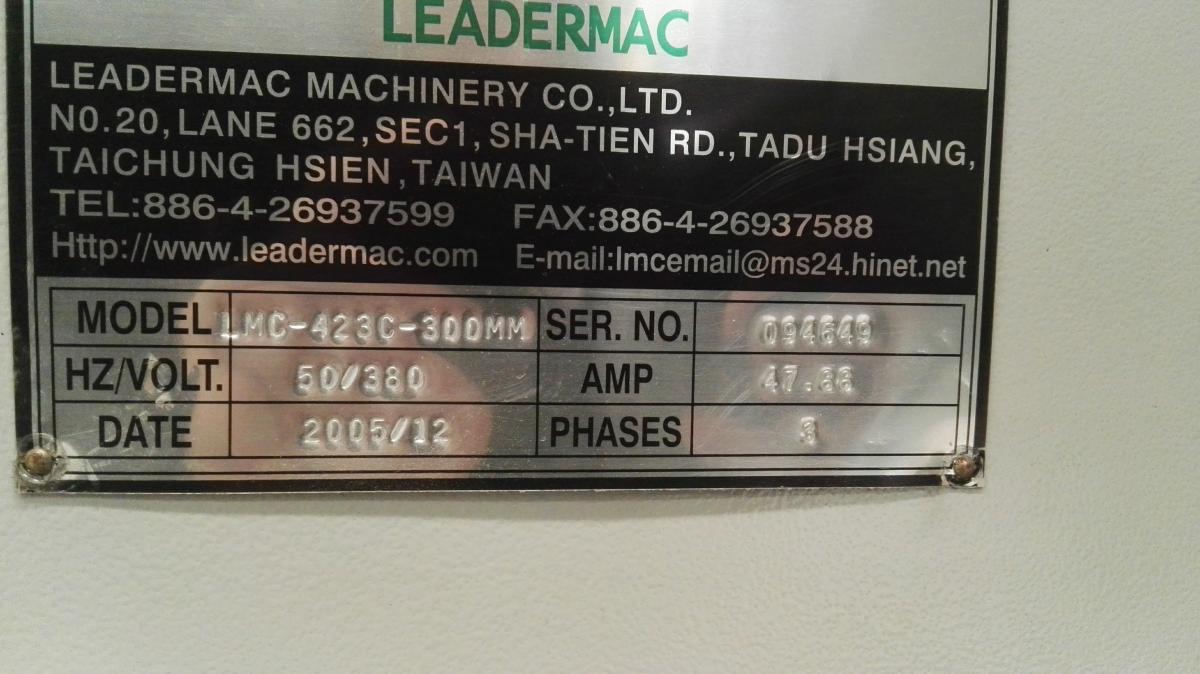 LEADERMAC
LEADERMAC MACHINERY CO.,LTD.
NO.20,LANE 662,SEC1,SHA-TIEN RD.,TADU HSIANG,
TAICHUNG HSIEN,TAIWAN
TEL:886-4-26937599 FAX:886-4-26937588
Http://www.leadermac.com E-mail:lmcemail@ms24.hinet.net
MODEL LMC-423C-300MM SER. NO. 094649
HZ/VOLT. 50/380 AMP
DATE 2005/12 PHASES 3